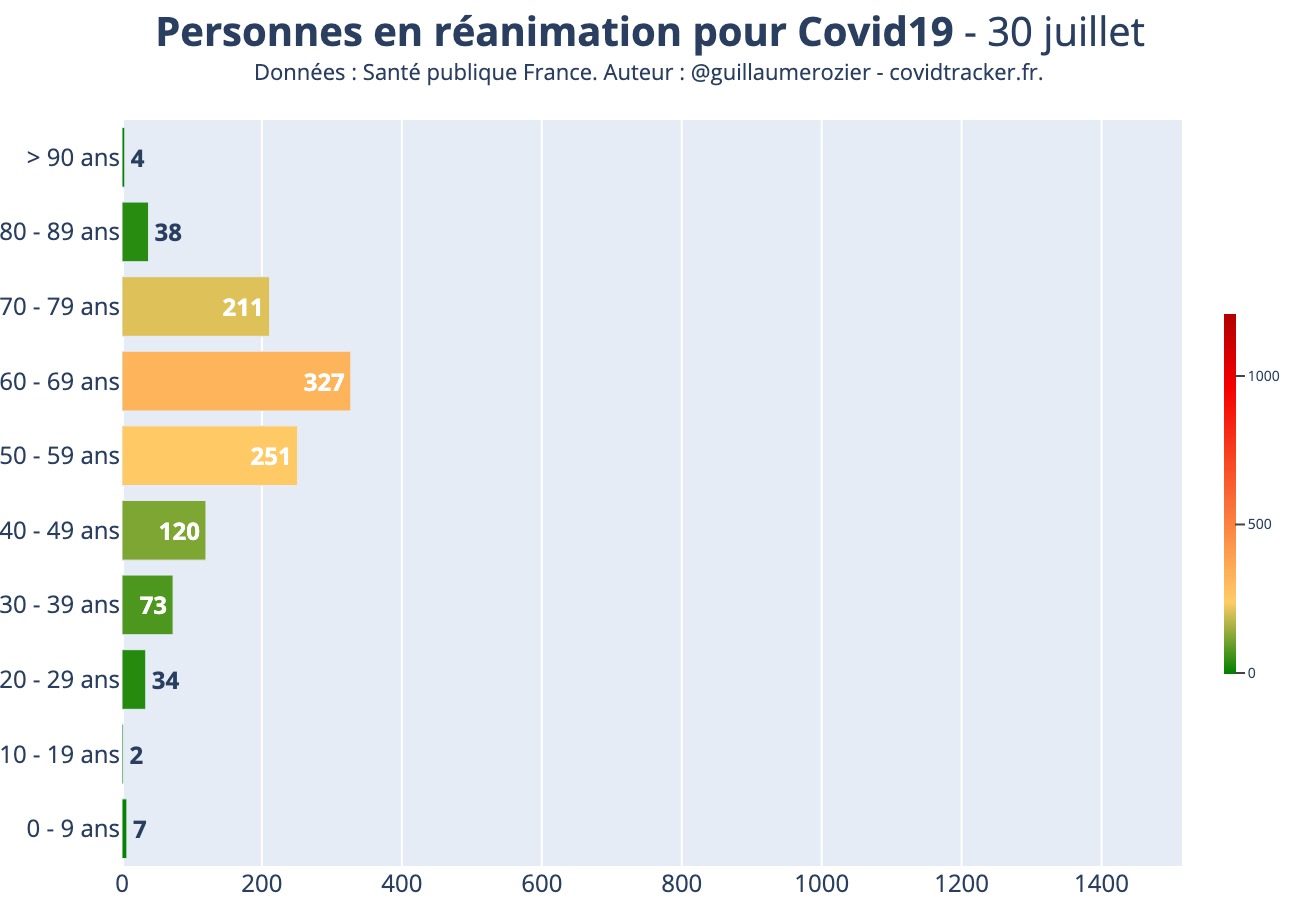 Personnes en réanimation pour Covid19 - 30 juillet
Données : Santé publique France. Auteur : @guillaumerozier - covidtracker.fr.
> 90 ans 4
80 - 89 ans 38
70 - 79 ans 211
60 - 69 ans 327
50 - 59 ans 251
40 - 49 ans 120
30 - 39 ans 73
20 - 29 ans 34
10 - 19 ans 2
0 - 9 ans 7
0 200 400 600 800 1000 1200 1400
1000
500
0